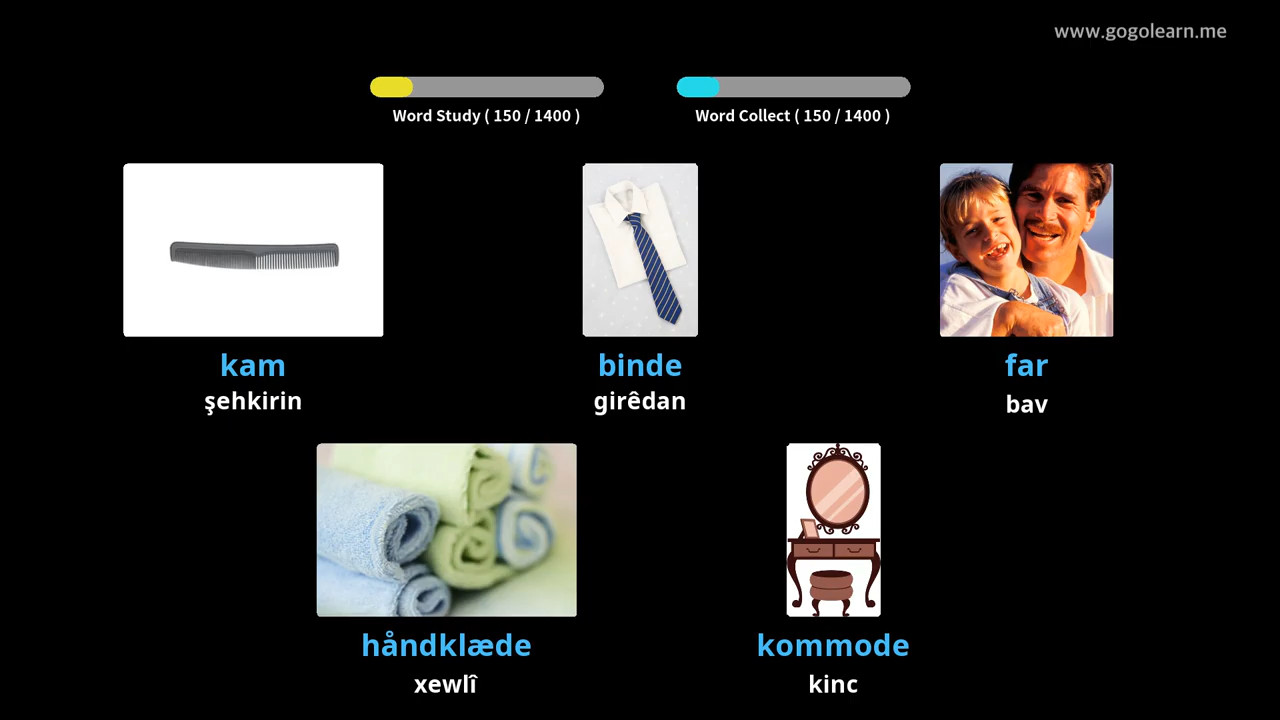 www.gogolearn.me
Word Study ( 150 / 1400 )
Word Collect ( 150 / 1400 )
kam
şehkirin
binde
girêdan
far
bav
håndklæde
xewlî
kommode
kinc